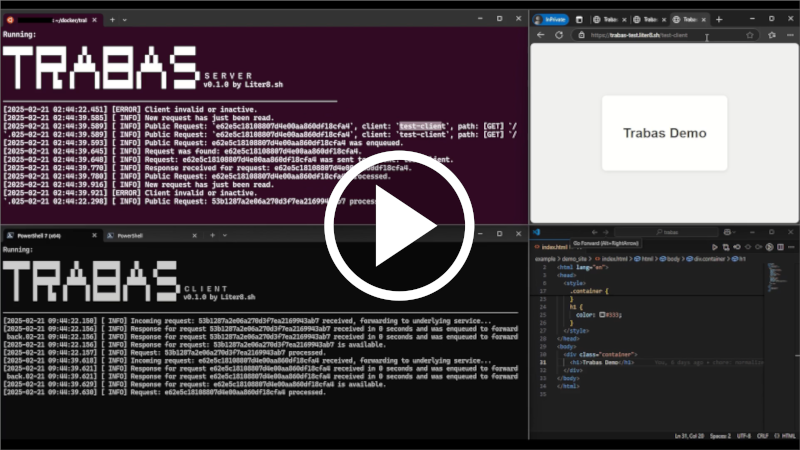 ~/docker/tral
Running:
TRABAS SERVER
v0.1.0 by Liter8.sh
[2025-02-21 02:44:22.451] [ERROR] Client invalid or inactive.
[2025-02-21 02:44:39.585] [ INFO] New request has just been read.
[2025-02-21 02:44:39.589] [ INFO] Public Request: `e62e5c18108807d4e00aa860df18cfa4`, client: `test-client`, path: [GET] '/
'.025-02-21 02:44:39.589] [ INFO] Public Request: `e62e5c18108807d4e00aa860df18cfa4`, client: `test-client`, path: [GET] '/
[2025-02-21 02:44:39.593] [ INFO] Public Request: e62e5c18108807d4e00aa860df18cfa4 was enqueued.
[2025-02-21 02:44:39.645] [ INFO] Request was found: e62e5c18108807d4e00aa860df18cfa4.
[2025-02-21 02:44:39.648] [ INFO] Request: e62e5c18108807d4e00aa860df18cfa4 was sent
[2025-02-21 02:44:39.770] [ INFO] Response received for request: e62e5c18108807d4e00aa860df18cfa4.
[2025-02-21 02:44:39.780] [ INFO] Public Request: e62e5c18108807d4e00aa860df18cfa4 processed.
[2025-02-21 02:44:39.916] [ INFO] New request has just been read.
[2025-02-21 02:44:39.921] [ERROR] Client invalid or inactive.
'.025-02-21 02:44:22.298] [ INFO] Public Request: 53b1287a2e06a270d3f7ea2169943ab7 processed.
InPrivate
Trabas
Trabas
Trabas
https://trabas-test.liter8.sh/test-client
Trabas Demo
PowerShell 7 (x64)
PowerShell
Running:
TRABAS CLIENT
v0.1.0 by Liter8.sh
[2025-02-21 09:44:22.150] [ INFO] Incoming request: 53b1287a2e06a270d3f7ea2169943ab7 received, forwarding to underlying service...
[2025-02-21 09:44:22.156] [ INFO] Response for request 53b1287a2e06a270d3f7ea2169943ab7 received in 0 seconds and was queued to forward
back.02-21 09:44:22.156] [ INFO] Response for request 53b1287a2e06a270d3f7ea2169943ab7 received in 0 seconds and was queued to forward
[2025-02-21 09:44:22.156] [ INFO] Response for request 53b1287a2e06a270d3f7ea2169943ab7 is available.
[2025-02-21 09:44:22.157] [ INFO] Request: 53b1287a2e06a270d3f7ea2169943ab7 processed.
[2025-02-21 09:44:39.618] [ INFO] Incoming request: e62e5c18108807d4e00aa860df18cfa4 received, forwarding to underlying service...
[2025-02-21 09:44:39.621] [ INFO] Response for request e62e5c18108807d4e00aa860df18cfa4 received in 0 seconds and was queued to forward
back.02-21 09:44:39.621] [ INFO] Response for request e62e5c18108807d4e00aa860df18cfa4 received in 0 seconds and was queued to forward
[2025-02-21 09:44:39.629] [ INFO] Response for request e62e5c18108807d4e00aa860df18cfa4 is available.
[2025-02-21 09:44:39.630] [ INFO] Request: e62e5c18108807d4e00aa860df18cfa4 processed.
trabas
index.html
Go Forward (Alt+RightArrow)
example > demo_site > index.html > html > body > div.container > h1
2 <html lang="en">
6 <style>
.container {
17 }
h1 {
color: #333;
}
</style>
</head>
<body>
<div class="container">
31 <h1>Trabas Demo</h1>
</div>
</body>
</html>
35
Ln 31, Col 20 Spaces: 2 UTF-8 CRLF HTML